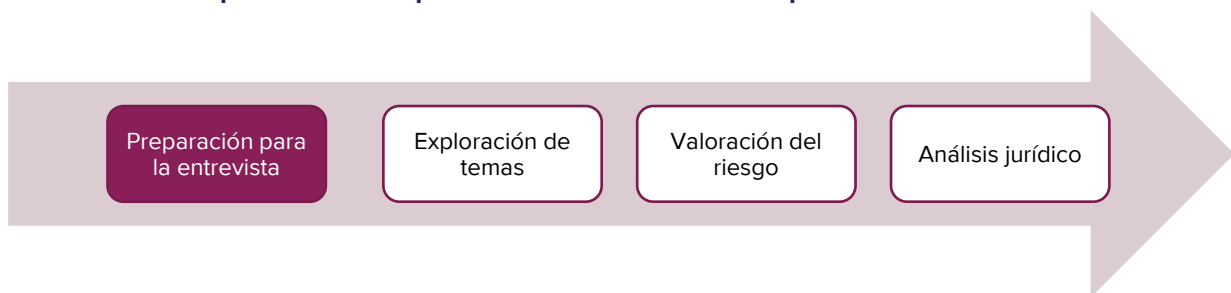 Preparación para
la entrevista
Exploración de
temas
Valoración del
riesgo
Análisis jurídico